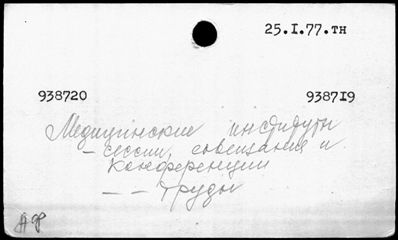 25.I.77.тн
938720 938719
Медицинские институты
– сессии, совещания и
конференции
– – Труды